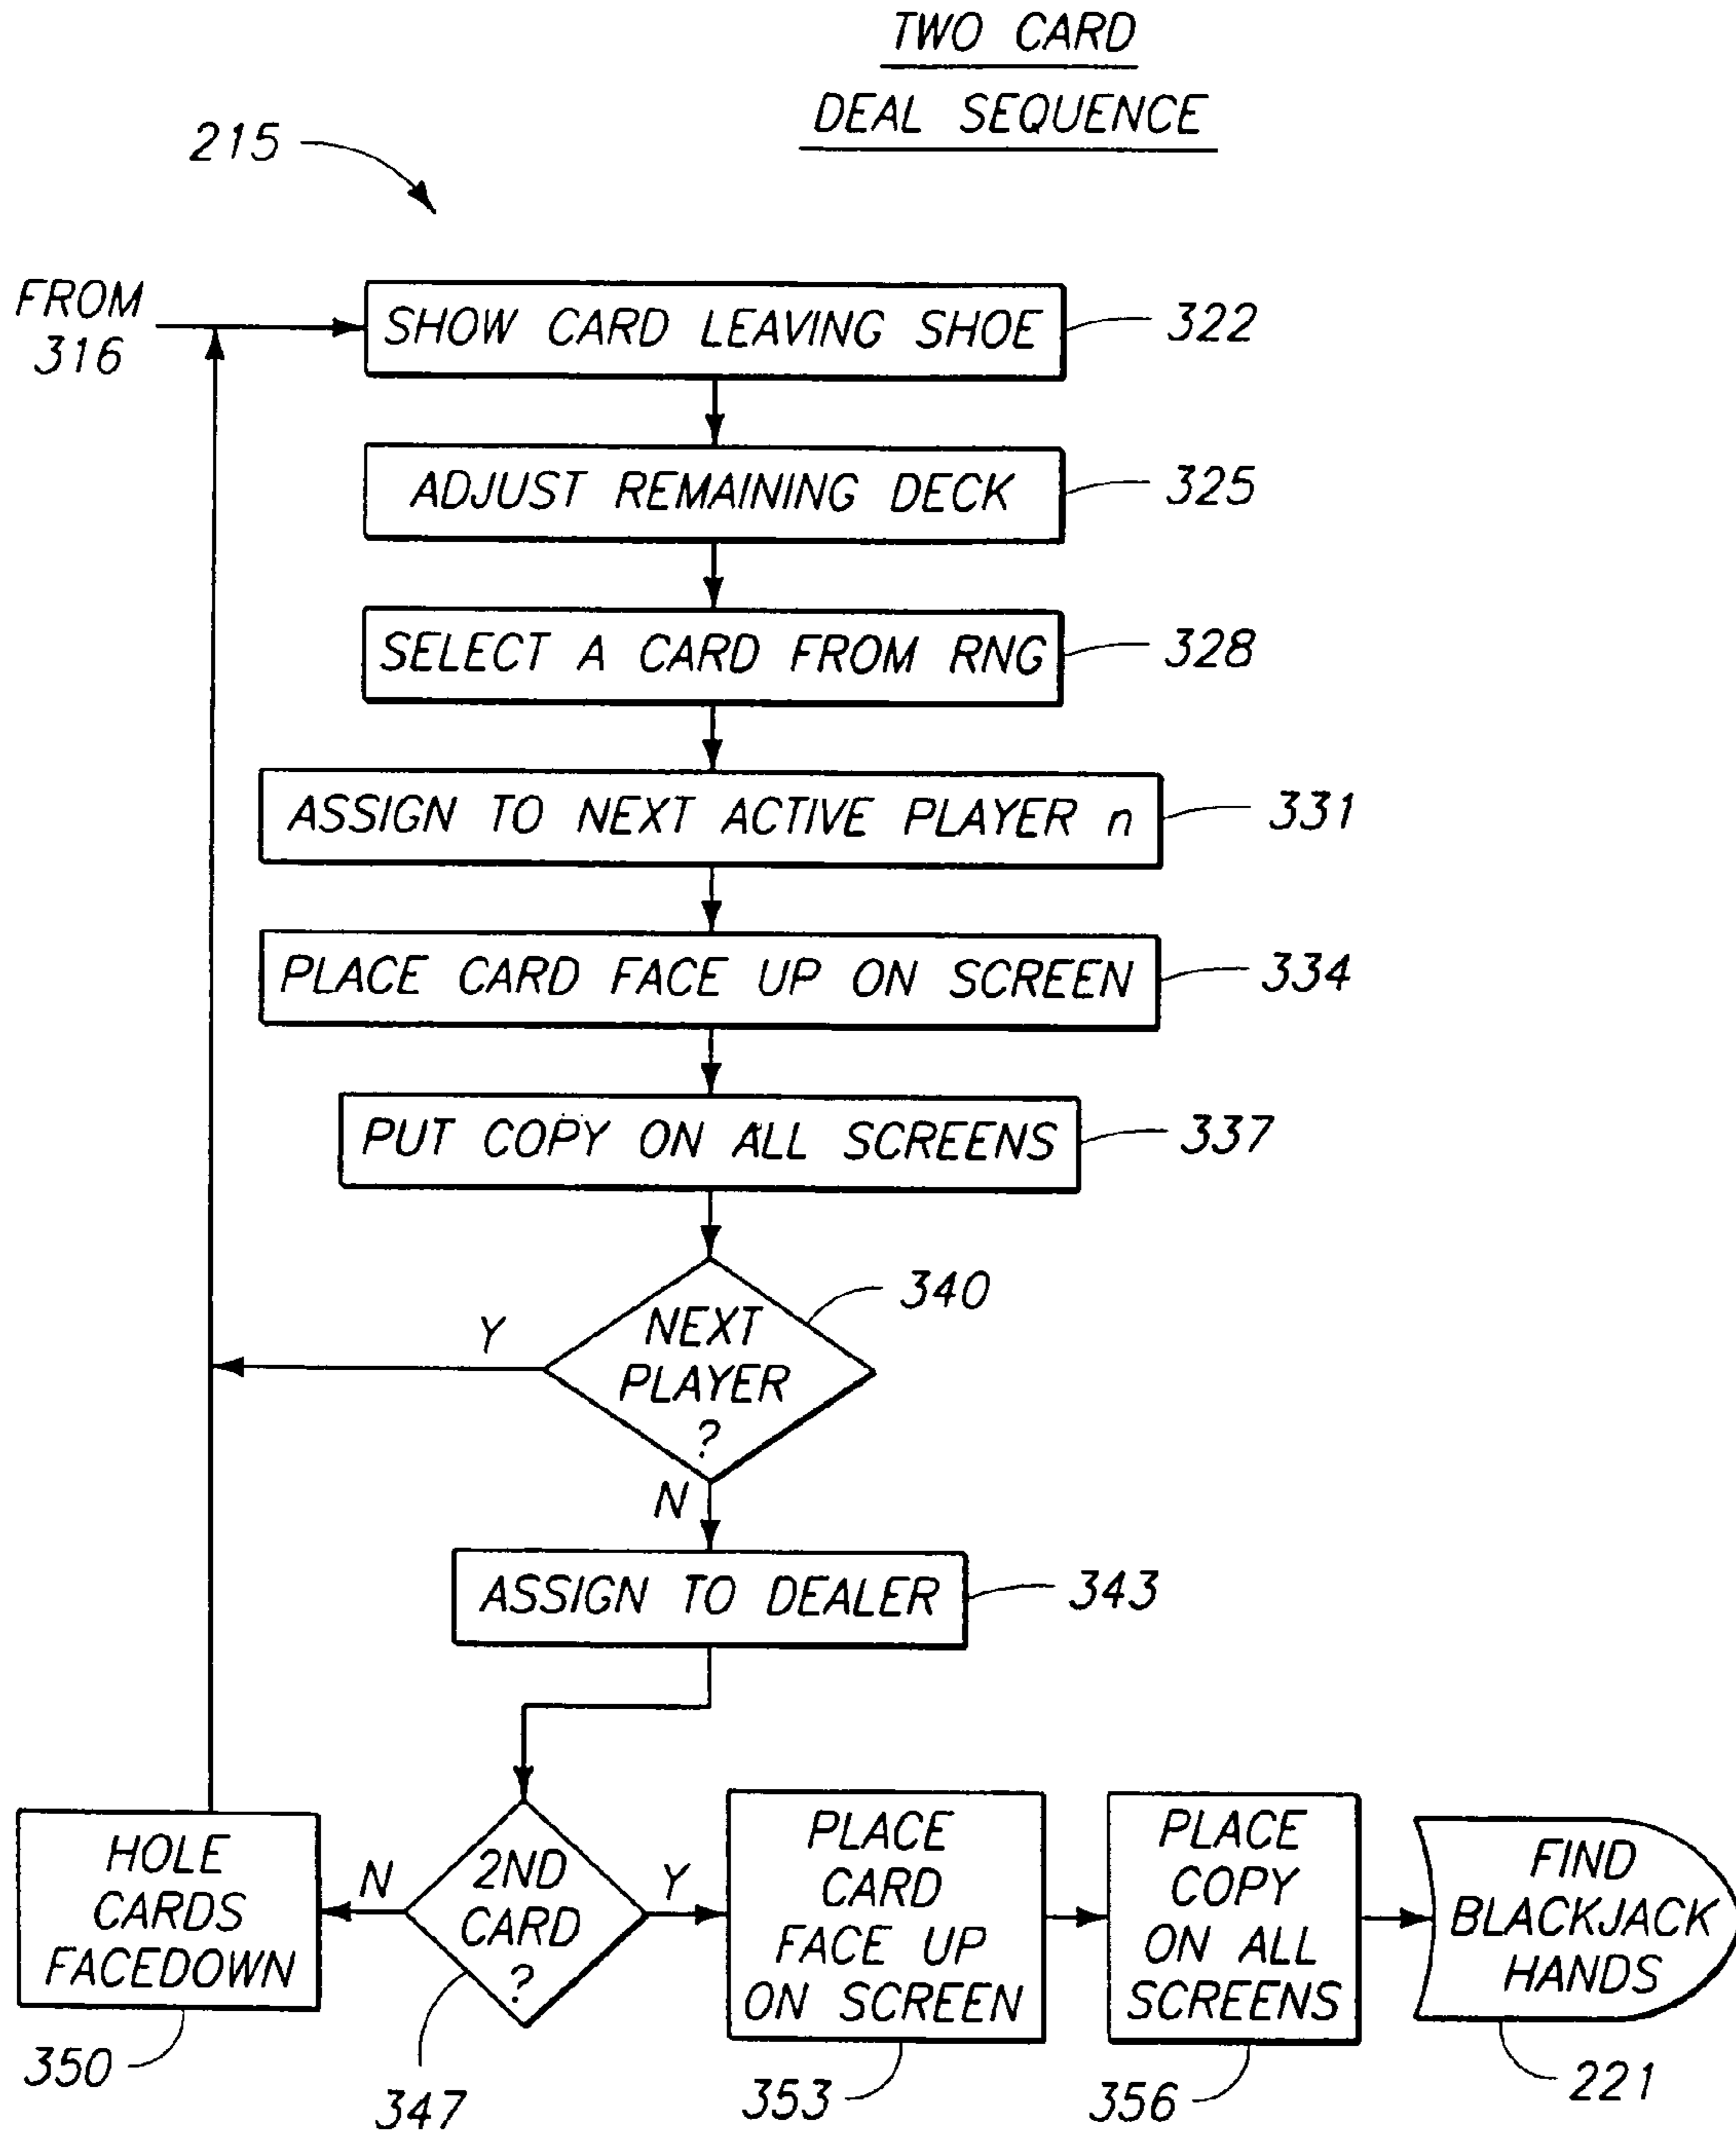 TWO CARD
DEAL SEQUENCE
215
FROM
316
SHOW CARD LEAVING SHOE
322
ADJUST REMAINING DECK
325
SELECT A CARD FROM RNG
328
ASSIGN TO NEXT ACTIVE PLAYER n
331
PLACE CARD FACE UP ON SCREEN
334
PUT COPY ON ALL SCREENS
337
340
NEXT
PLAYER
?
Y
N
ASSIGN TO DEALER
343
HOLE
CARDS
FACEDOWN
350
N
2ND
CARD
?
347
Y
PLACE
CARD
FACE UP
ON SCREEN
353
PLACE
COPY
ON ALL
SCREENS
356
FIND
BLACKJACK
HANDS
221